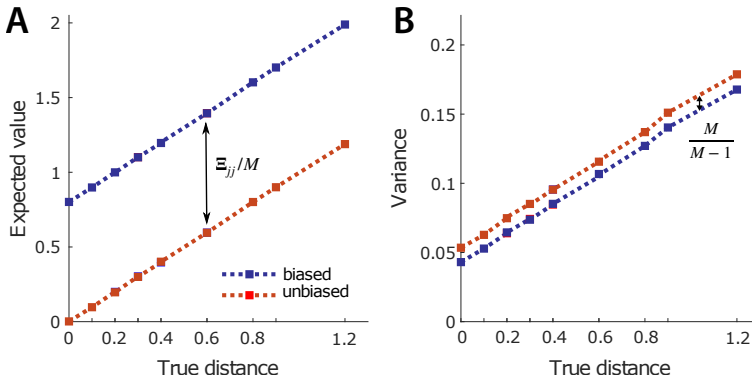 A
Expected value
2
1.5
1
0.5
0
0 0.2 0.4 0.6 0.8 1.2
True distance
Ξjj/M
biased
unbiased
B
Variance
0.2
0.15
0.1
0.05
0
0 0.2 0.4 0.6 0.8 1.2
True distance
M
M − 1